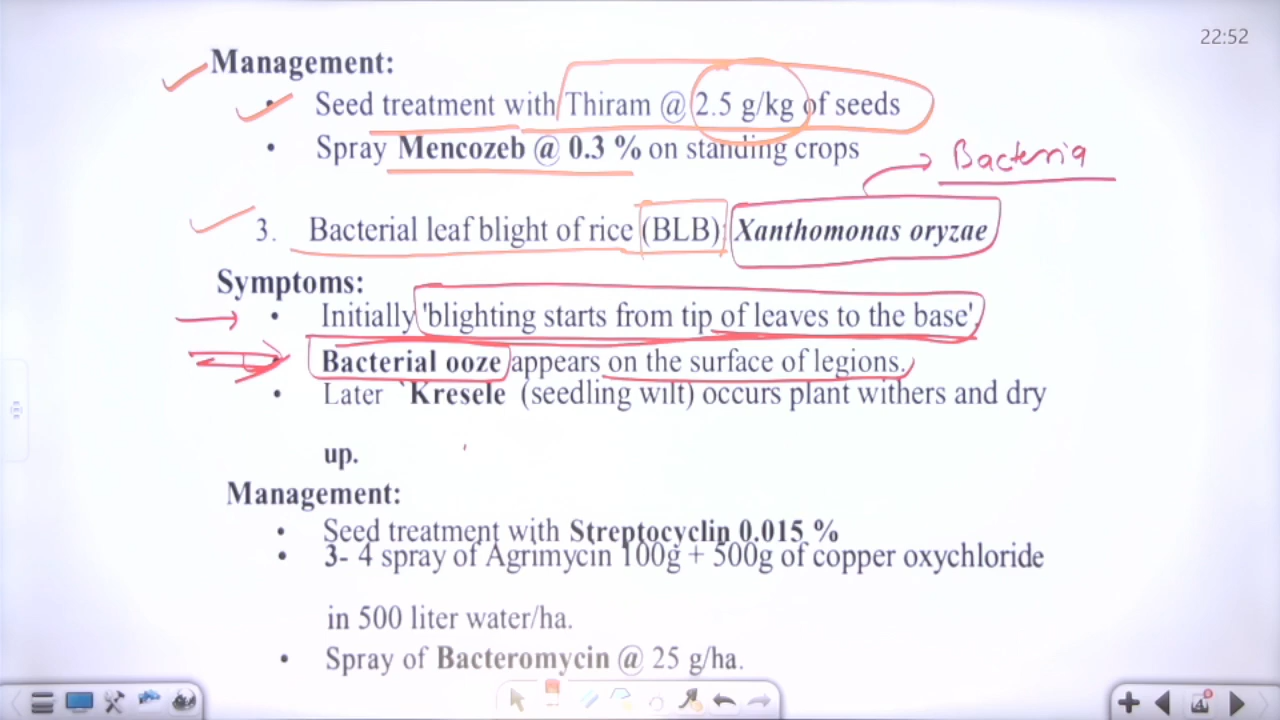 22:52
Management:
• Seed treatment with Thiram @ 2.5 g/kg of seeds
• Spray Mencozeb @ 0.3 % on standing crops
Bacteria
3. Bacterial leaf blight of rice (BLB): Xanthomonas oryzae
Symptoms:
• Initially 'blighting starts from tip of leaves to the base'.
Bacterial ooze appears on the surface of legions.
• Later `Kresele (seedling wilt) occurs plant withers and dry
up.
Management:
• Seed treatment with Streptocyclin 0.015 %
• 3- 4 spray of Agrimycin 100g + 500g of copper oxychloride
in 500 liter water/ha.
• Spray of Bacteromycin @ 25 g/ha.
4